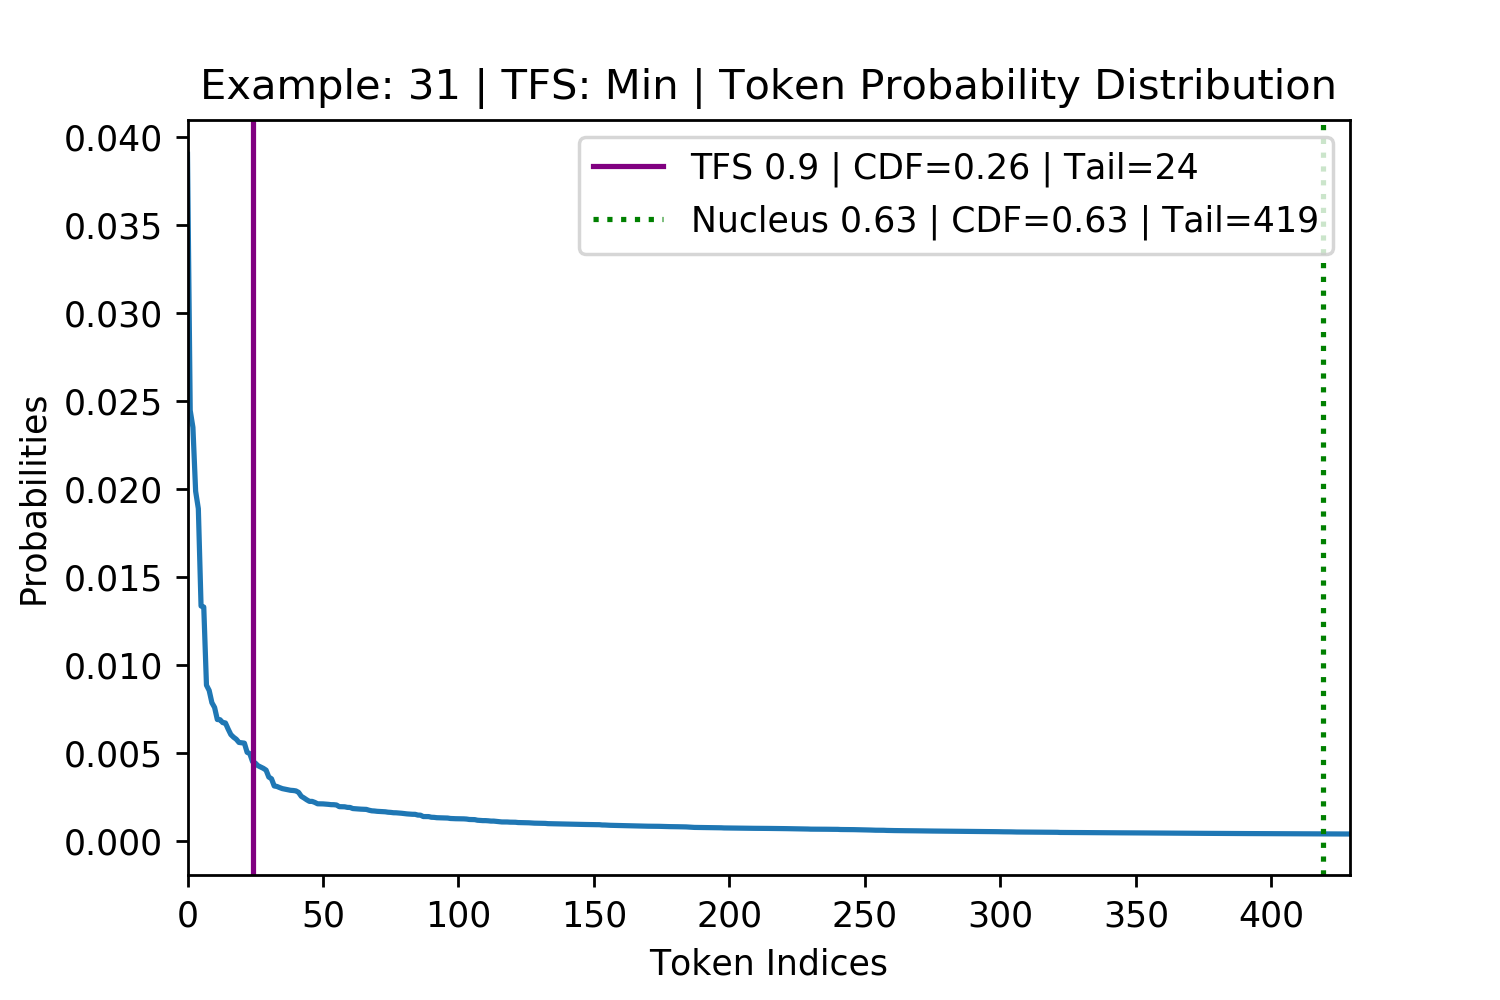 Example: 31 | TFS: Min | Token Probability Distribution
TFS 0.9 | CDF=0.26 | Tail=24
Nucleus 0.63 | CDF=0.63 | Tail=419
Probabilities
0.040
0.035
0.030
0.025
0.020
0.015
0.010
0.005
0.000
0 50 100 150 200 250 300 350 400
Token Indices